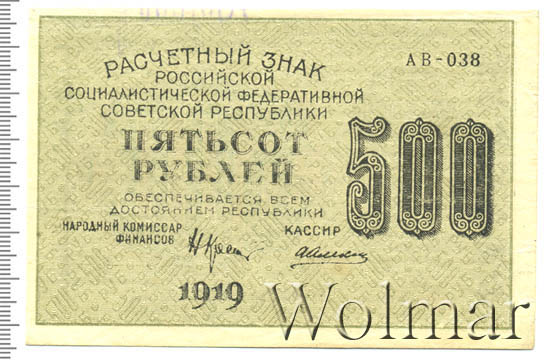 АВ-038
РАСЧЕТНЫЙ ЗНАК
РОССИЙСКОЙ
СОЦИАЛИСТИЧЕСКОЙ ФЕДЕРАТИВНОЙ
СОВЕТСКОЙ РЕСПУБЛИКИ
ПЯТЬСОТ
РУБЛЕЙ
500
ОБЕСПЕЧИВАЕТСЯ ВСЕМ
ДОСТОЯНИЕМ РЕСПУБЛИКИ
НАРОДНЫЙ КОМИССАР
ФИНАНСОВ
КАССИР
1919
Wolmar